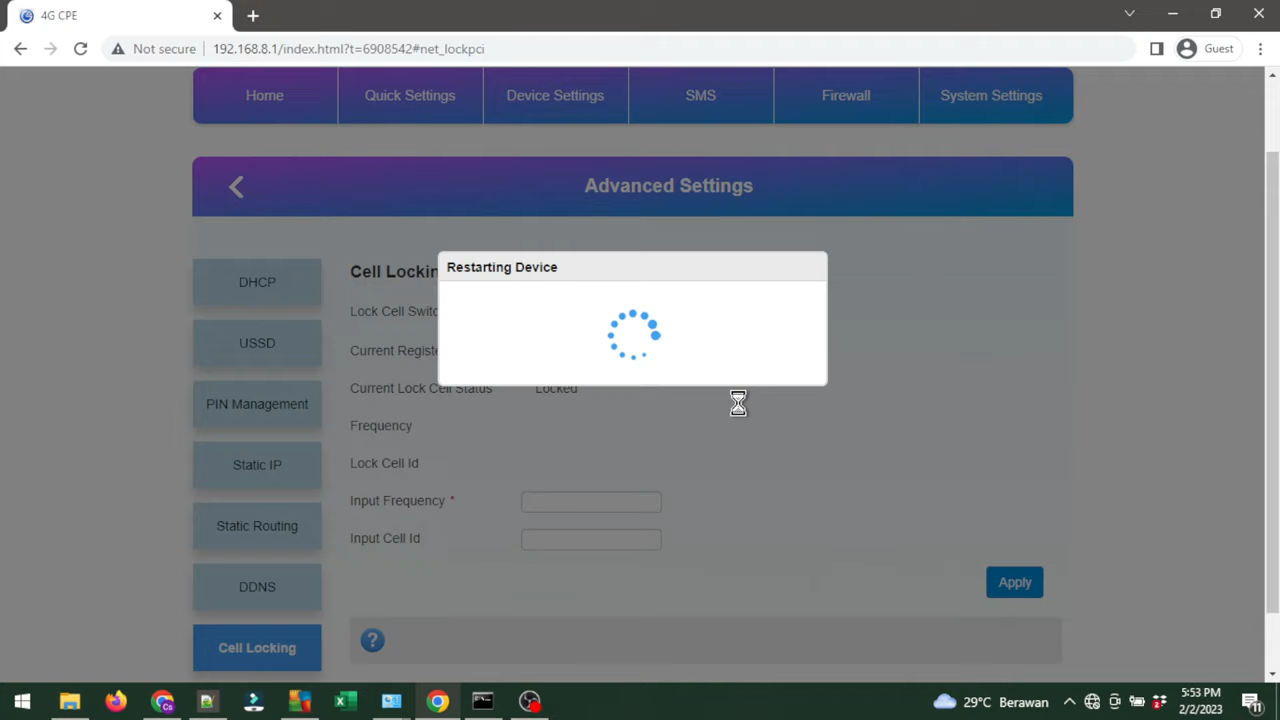 4G CPE
Not secure
192.168.8.1/index.html?t=6908542#net_lockpci
Guest
Home
Quick Settings
Device Settings
SMS
Firewall
System Settings
Advanced Settings
DHCP
USSD
PIN Management
Static IP
Static Routing
DDNS
Cell Locking
Cell Lockin
Lock Cell Switc
Current Registe
Current Lock Cell Status Locked
Frequency
Lock Cell Id
Input Frequency *
Input Cell Id
Restarting Device
Apply
?
29°C Berawan
5:53 PM
2/2/2023